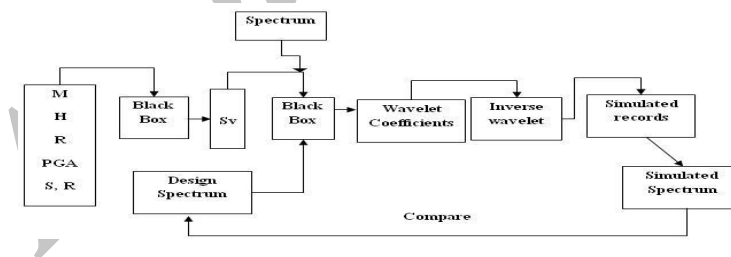 Spectrum
M
H
R
PGA
S, R
Black
Box
Sv
Black
Box
Wavelet
Coefficients
Inverse
wavelet
Simulated
records
Design
Spectrum
Simulated
Spectrum
Compare